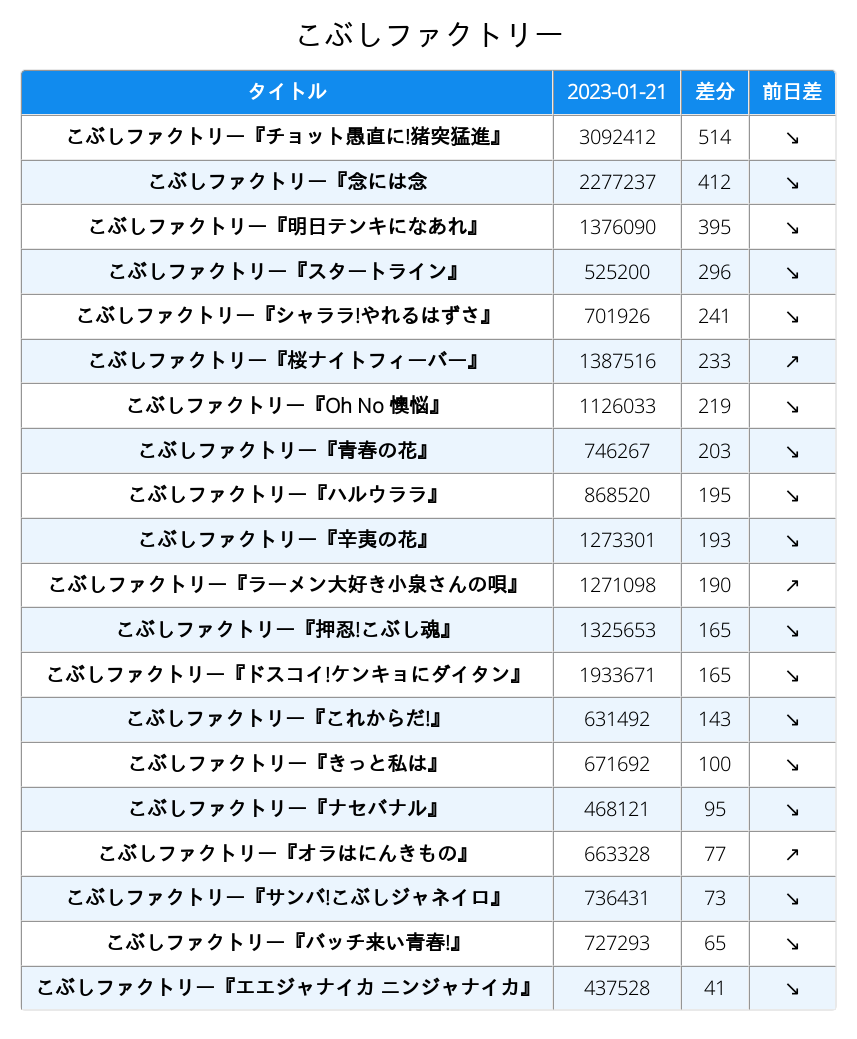 こぶしファクトリー
タイトル 2023-01-21 差分 前日差
こぶしファクトリー『チョット愚直に!猪突猛進』 3092412 514 ↘
こぶしファクトリー『念には念 2277237 412 ↘
こぶしファクトリー『明日テンキになあれ』 1376090 395 ↘
こぶしファクトリー『スタートライン』 525200 296 ↘
こぶしファクトリー『シャララ!やれるはずさ』 701926 241 ↘
こぶしファクトリー『桜ナイトフィーバー』 1387516 233 ↗
こぶしファクトリー『Oh No 懊悩』 1126033 219 ↘
こぶしファクトリー『青春の花』 746267 203 ↘
こぶしファクトリー『ハルウララ』 868520 195 ↘
こぶしファクトリー『辛夷の花』 1273301 193 ↘
こぶしファクトリー『ラーメン大好き小泉さんの唄』 1271098 190 ↗
こぶしファクトリー『押忍!こぶし魂』 1325653 165 ↘
こぶしファクトリー『ドスコイ!ケンキョにダイタン』 1933671 165 ↘
こぶしファクトリー『これからだ!』 631492 143 ↘
こぶしファクトリー『きっと私は』 671692 100 ↘
こぶしファクトリー『ナセバナル』 468121 95 ↘
こぶしファクトリー『オラはにんきもの』 663328 77 ↗
こぶしファクトリー『サンバ!こぶしジャネイロ』 736431 73 ↘
こぶしファクトリー『バッチ来い青春!』 727293 65 ↘
こぶしファクトリー『エエジャナイカ ニンジャナイカ』 437528 41 ↘